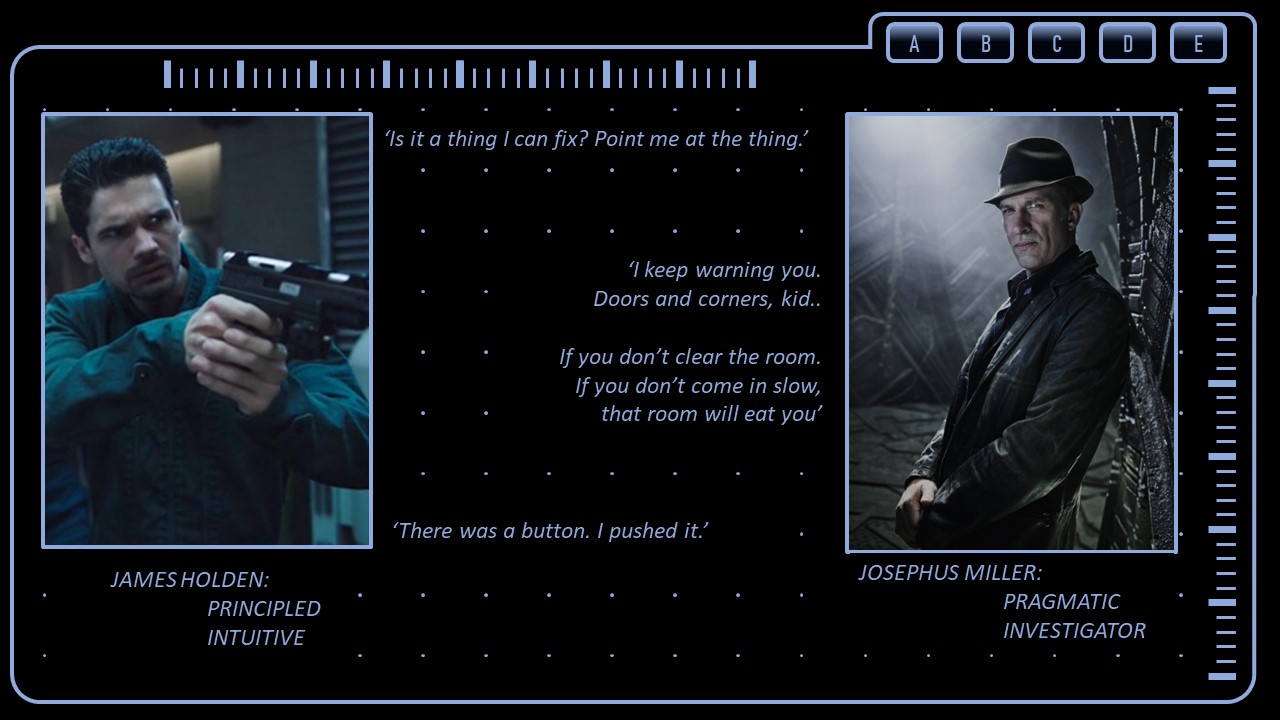 A B C D E
‘Is it a thing I can fix? Point me at the thing.’
‘I keep warning you.
Doors and corners, kid..
If you don’t clear the room.
If you don’t come in slow,
that room will eat you’
‘There was a button. I pushed it.’
JAMES HOLDEN:
PRINCIPLED
INTUITIVE
JOSEPHUS MILLER:
PRAGMATIC
INVESTIGATOR